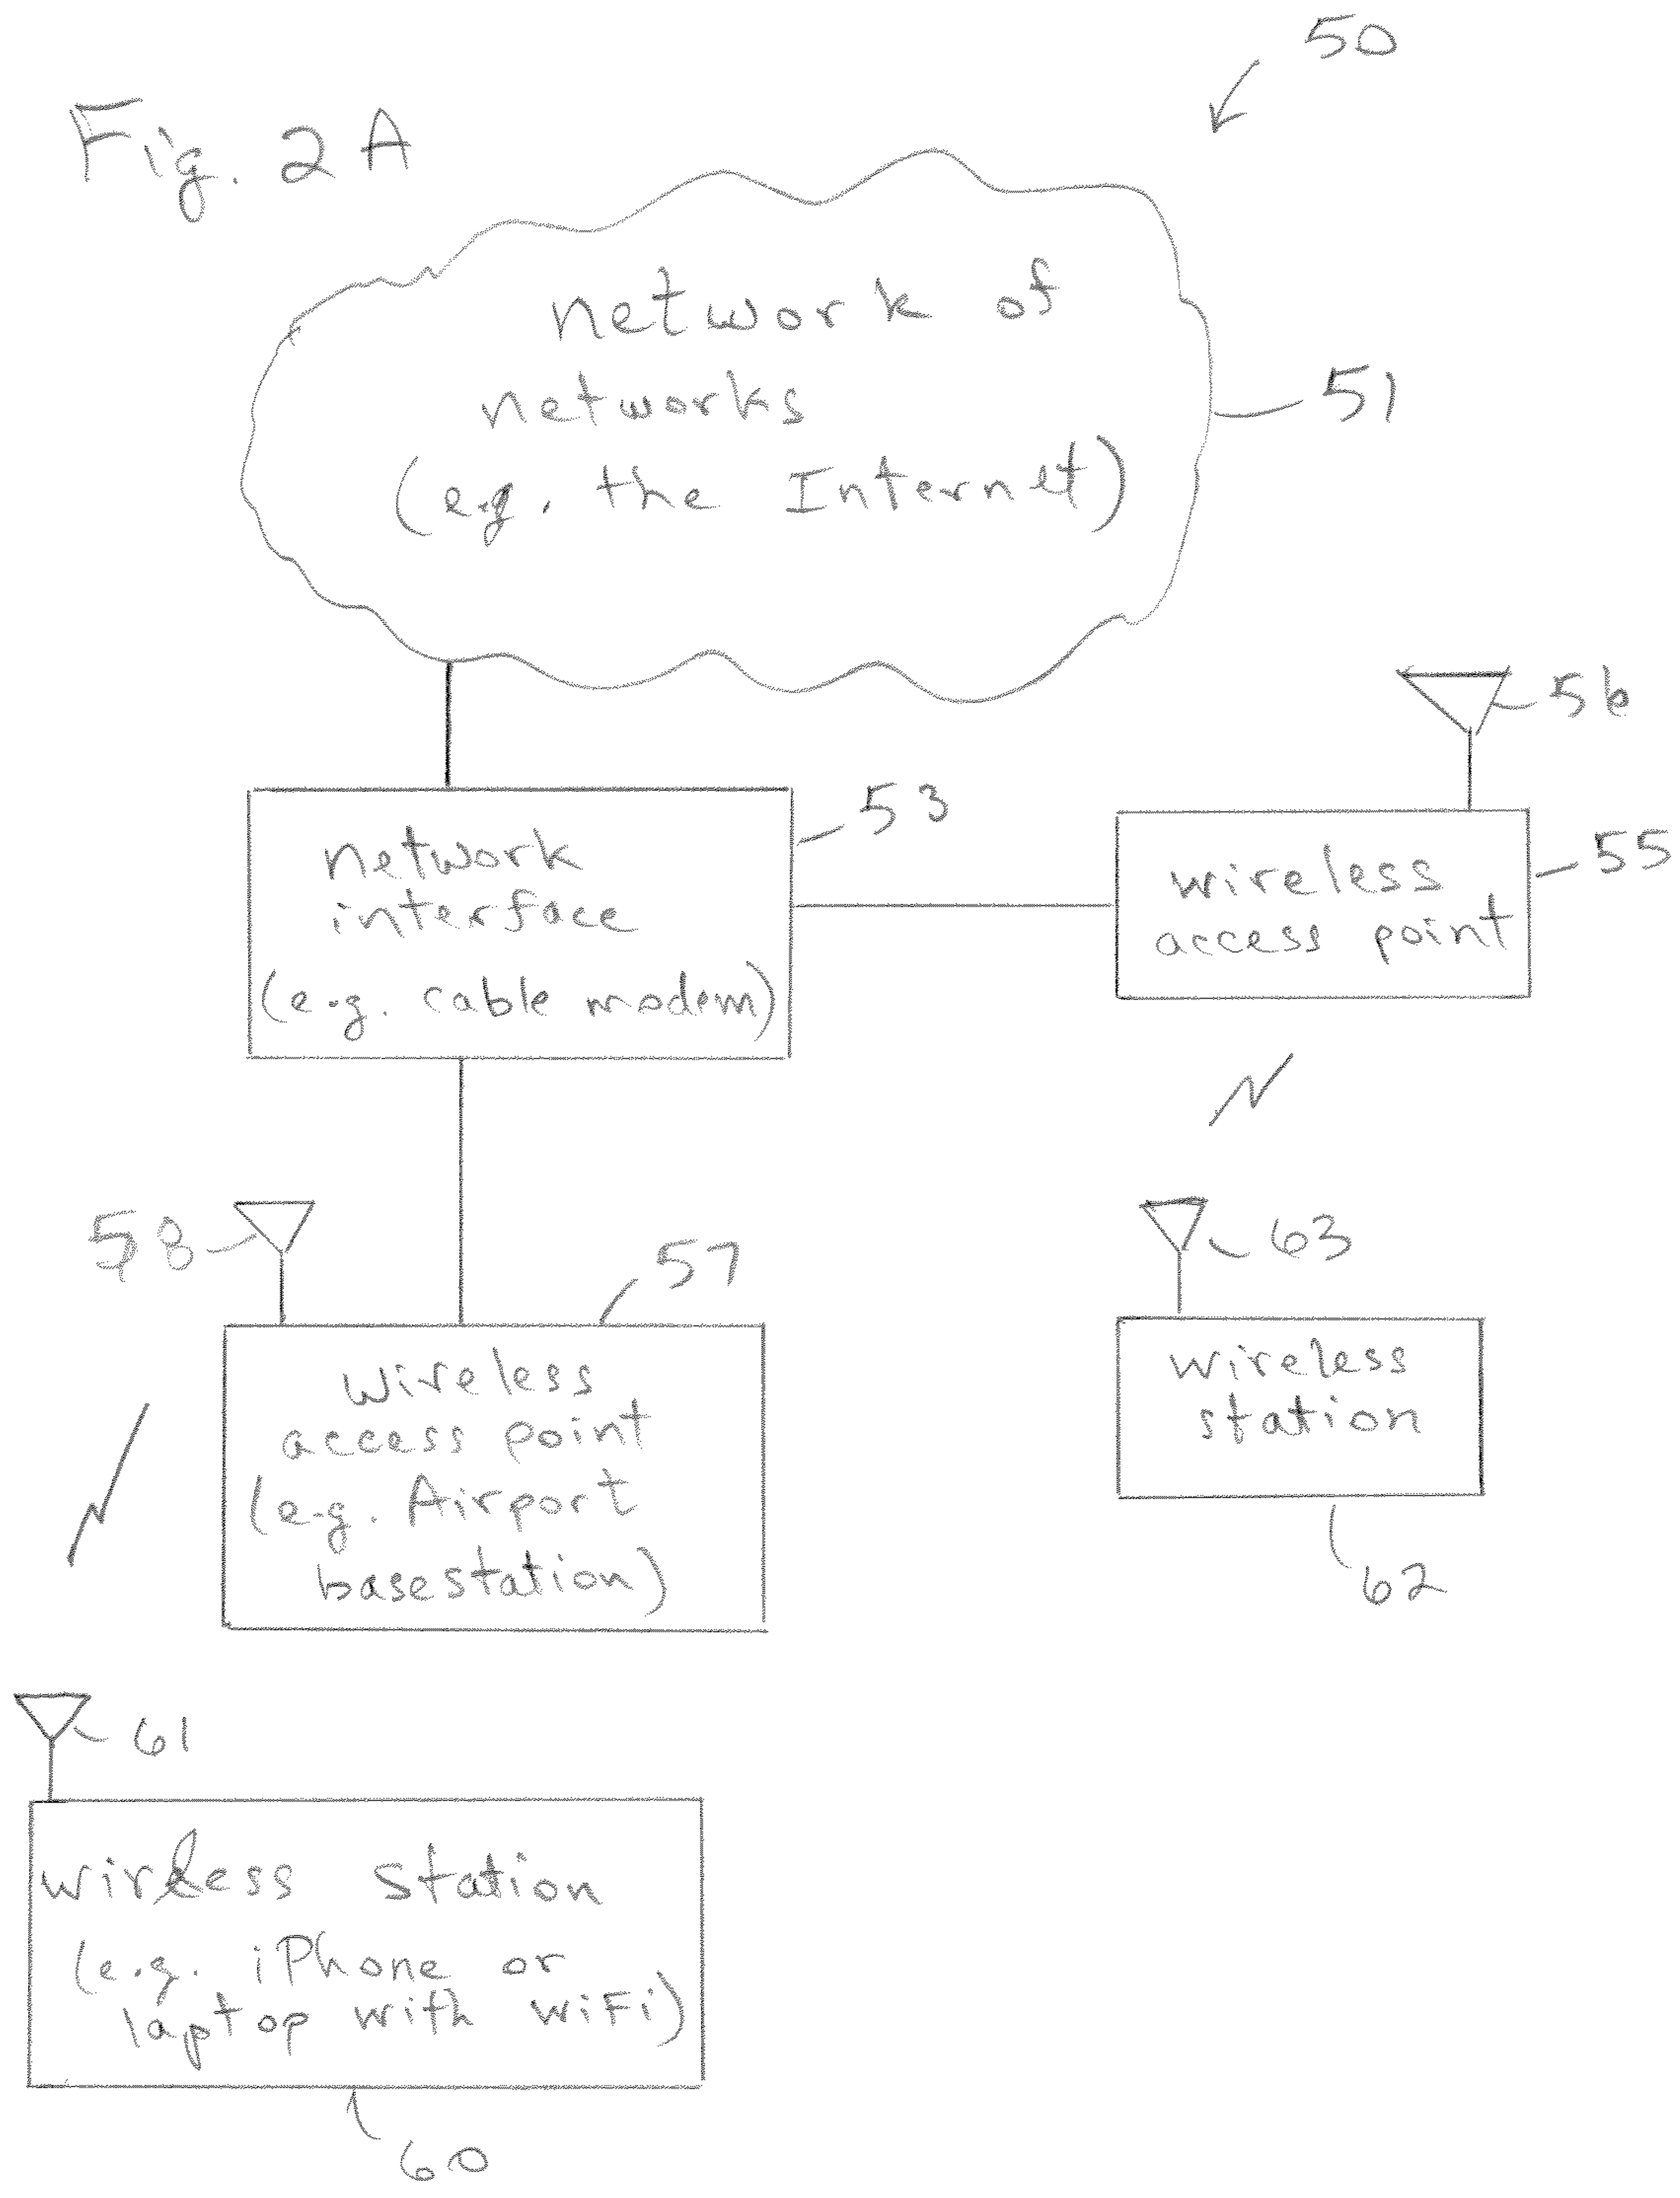 50
Fig. 2A
network of
networks
(e.g. the Internet)
51
56
53
network
interface
(e.g. cable modem)
55
wireless
access point
58
57
63
wireless
access point
(e.g. Airport
basestation)
wireless
station
62
61
wireless station
(e.g. iPhone or
laptop with WiFi)
60